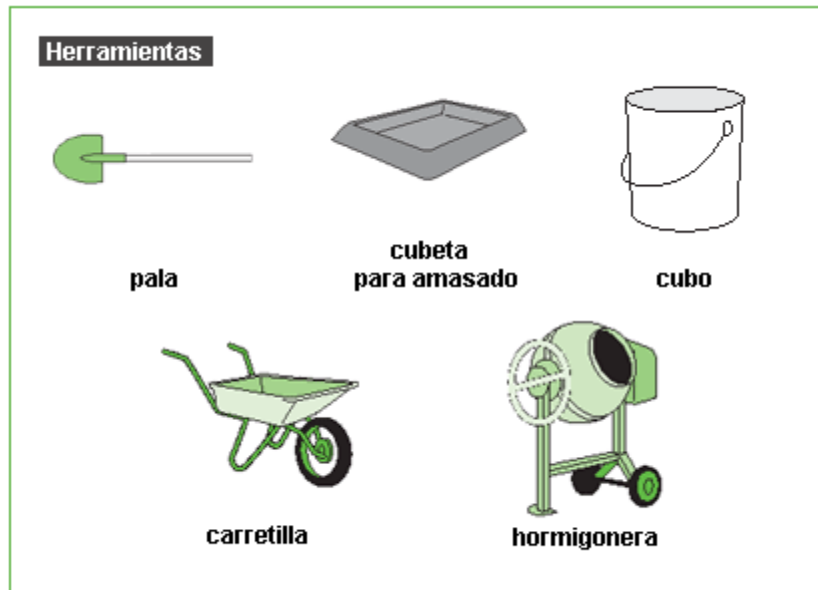 Herramientas
pala
cubeta
para amasado
cubo
carretilla
hormigonera